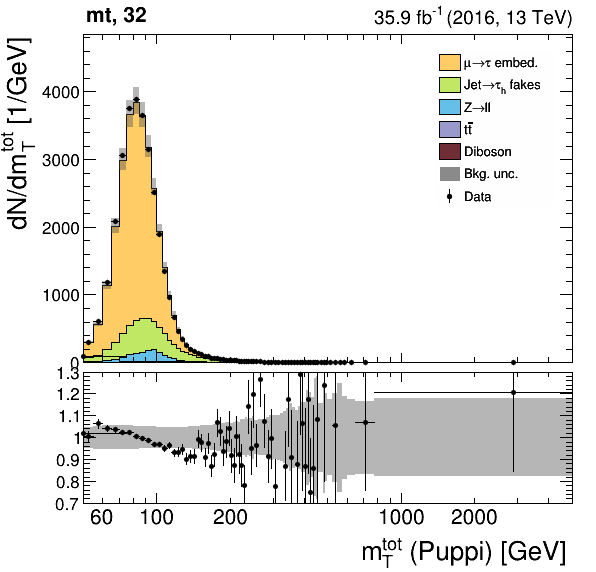 mt, 32
35.9 fb⁻¹ (2016, 13 TeV)
dN/dm_T^tot [1/GeV]
4000
3000
2000
1000
0
μ→τ embed.
Jet→τ_h fakes
Z→ll
tt̄
Diboson
Bkg. unc.
Data
1.3
1.2
1.1
1
0.9
0.8
0.7
60 100 200 1000 2000
m_T^tot (Puppi) [GeV]